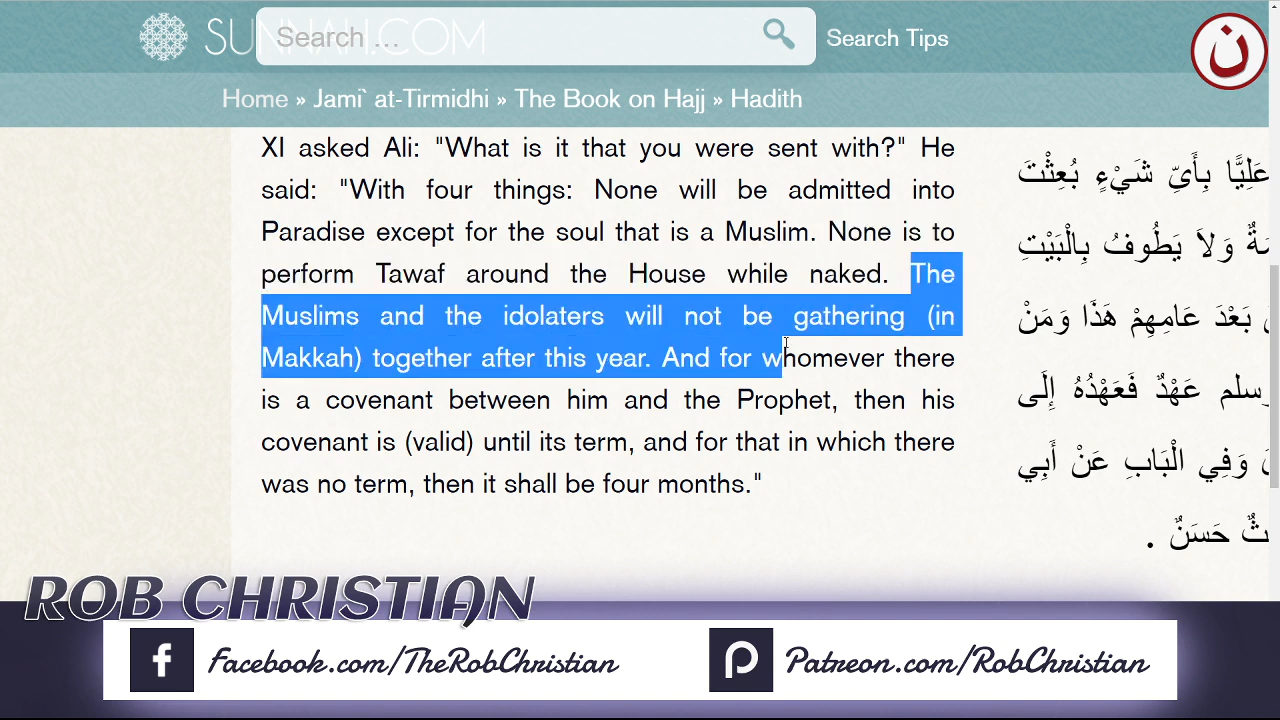 SUNNAH.COM
Search ...
Search Tips
ن
Home » Jami` at-Tirmidhi » The Book on Hajj » Hadith
XI asked Ali: "What is it that you were sent with?" He
said: "With four things: None will be admitted into
Paradise except for the soul that is a Muslim. None is to
perform Tawaf around the House while naked. The
Muslims and the idolaters will not be gathering (in
Makkah) together after this year. And for whomever there
is a covenant between him and the Prophet, then his
covenant is (valid) until its term, and for that in which there
was no term, then it shall be four months."
عَلِيًّا بِأَىِّ شَيْءٍ بُعِثْتَ
وَلاَ يَطُوفُ بِالْبَيْتِ
بَعْدَ عَامِهِمْ هَذَا وَمَنْ
وسلم عَهْدٌ فَعَهْدُهُ إِلَى
وَفِي الْبَابِ عَنْ أَبِي
حَسَنٌ .
ROB CHRISTIAN
f Facebook.com/TheRobChristian
Patreon.com/RobChristian